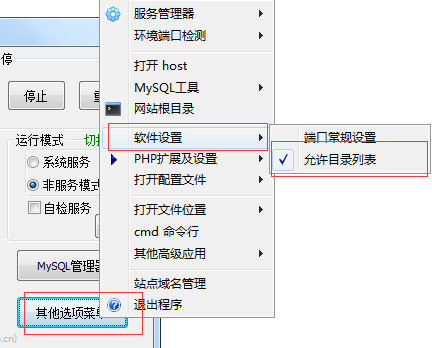 服务管理器
环境端口检测
停
打开 host
MySQL工具
停止
网站根目录
运行模式
软件设置
端口常规设置
系统服务
PHP扩展及设置
允许目录列表
非服务模式
打开配置文件
自检服务
打开文件位置
cmd 命令行
其他高级应用
MySQL管理器
站点域名管理
其他选项菜单
退出程序
.cn)